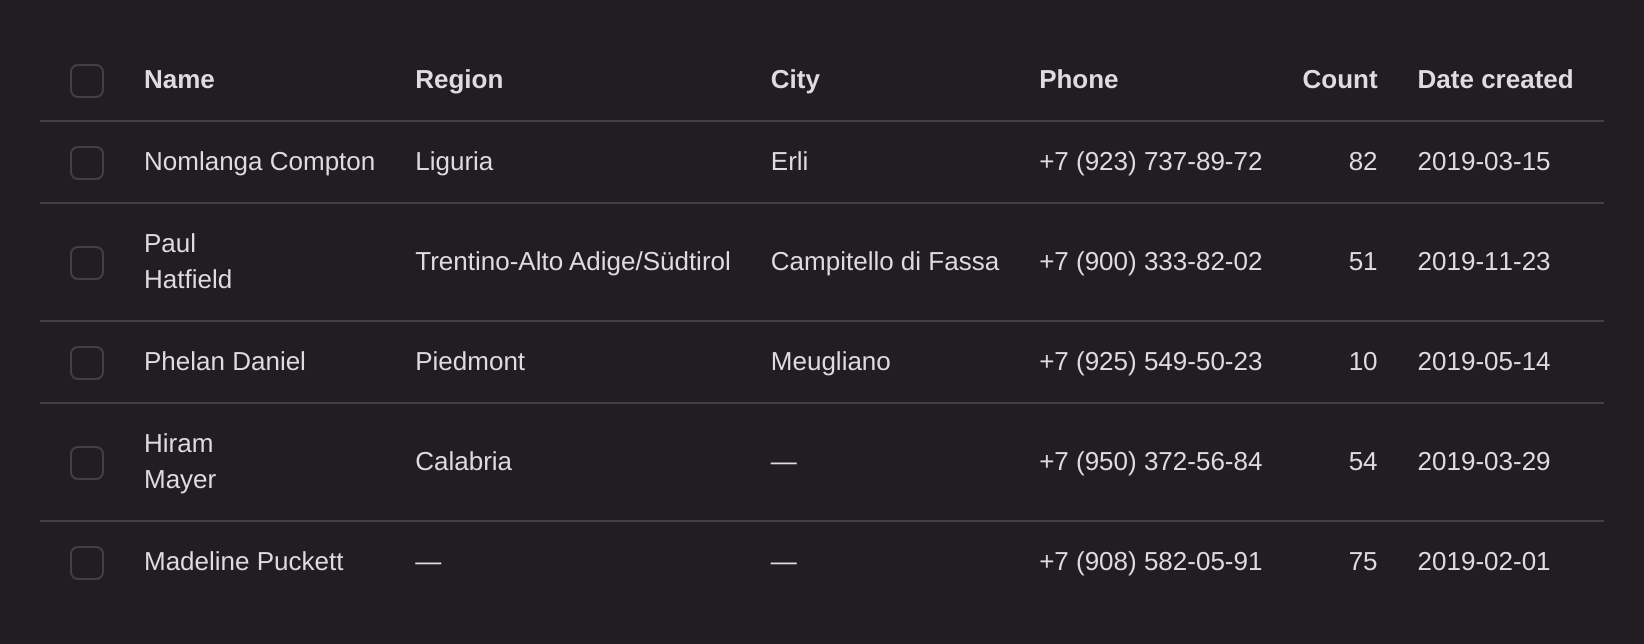 Name Region City Phone Count Date created
Nomlanga Compton Liguria Erli +7 (923) 737-89-72 82 2019-03-15
Paul
Hatfield Trentino-Alto Adige/Südtirol Campitello di Fassa +7 (900) 333-82-02 51 2019-11-23
Phelan Daniel Piedmont Meugliano +7 (925) 549-50-23 10 2019-05-14
Hiram
Mayer Calabria — +7 (950) 372-56-84 54 2019-03-29
Madeline Puckett — — +7 (908) 582-05-91 75 2019-02-01